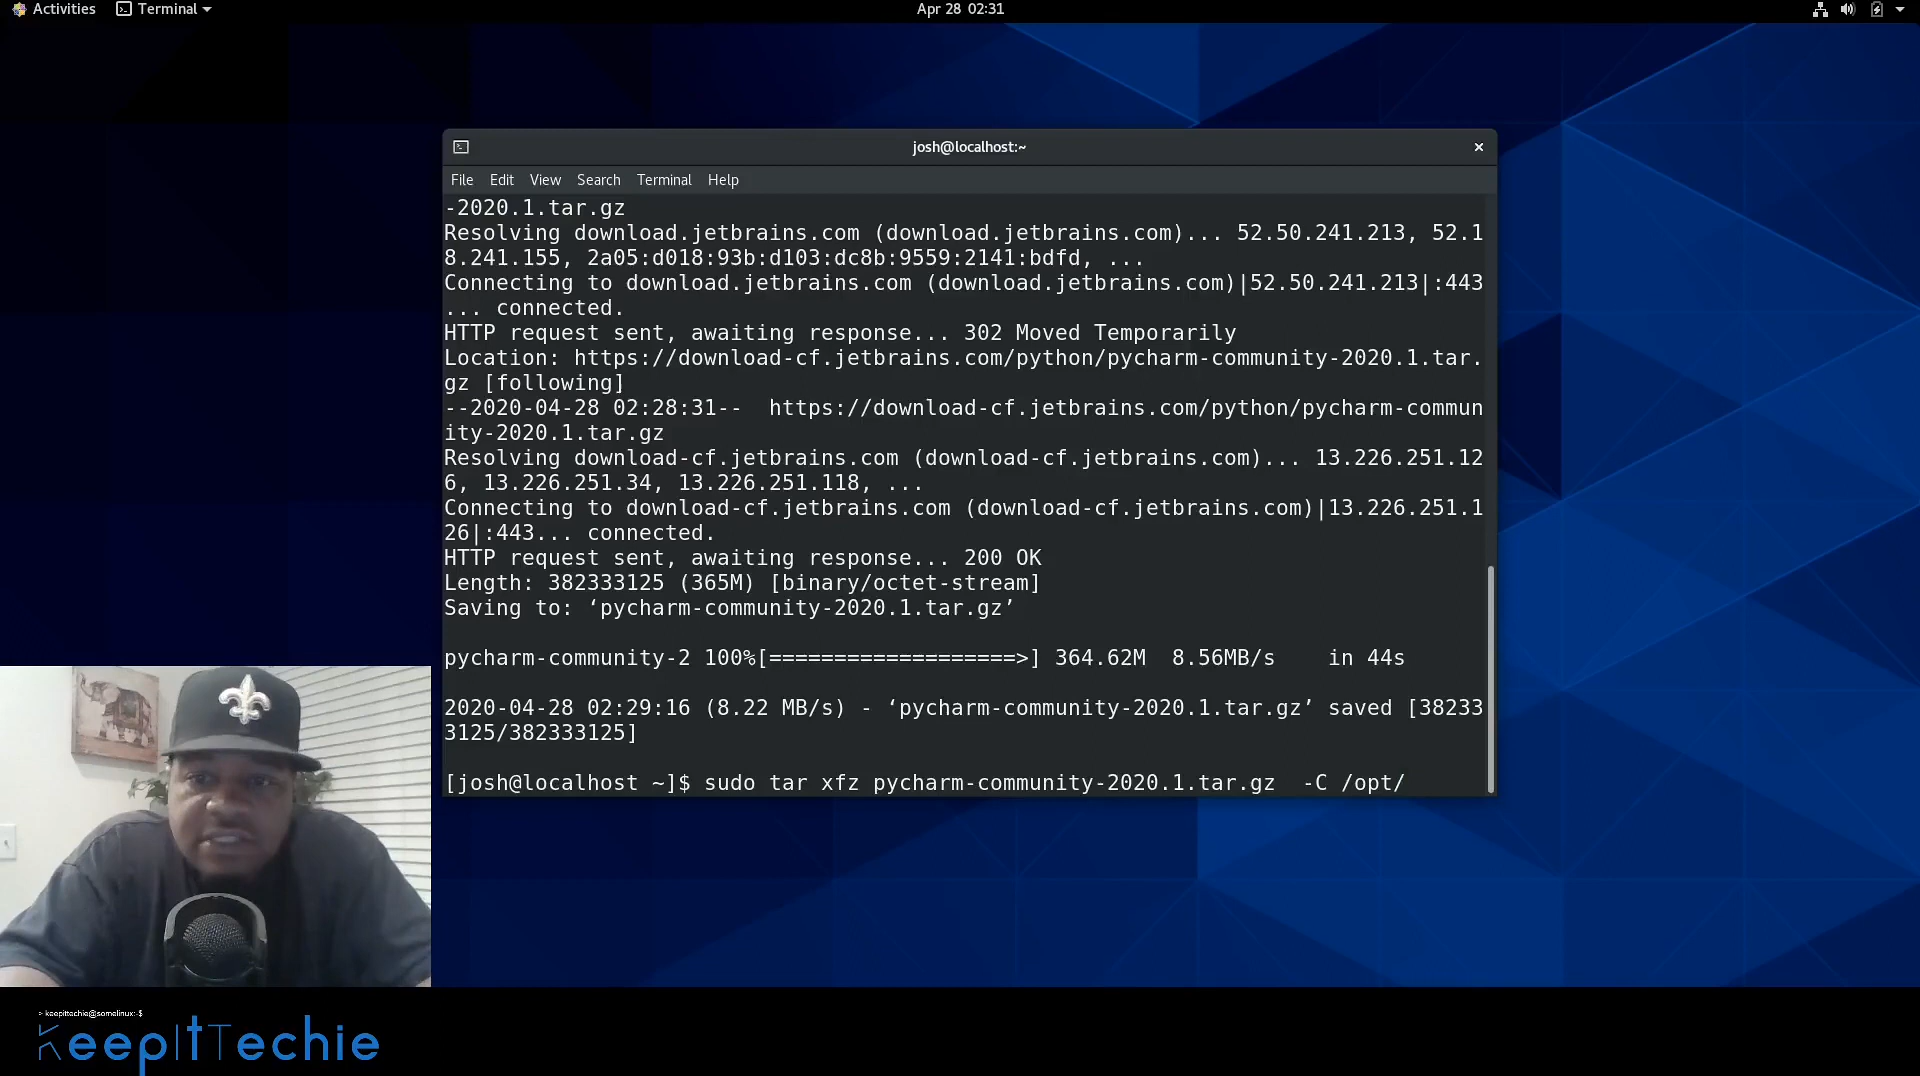 Activities Terminal Apr 28 02:31
josh@localhost:~
File Edit View Search Terminal Help
-2020.1.tar.gz
Resolving download.jetbrains.com (download.jetbrains.com)... 52.50.241.213, 52.1
8.241.155, 2a05:d018:93b:d103:dc8b:9559:2141:bdfd, ...
Connecting to download.jetbrains.com (download.jetbrains.com)|52.50.241.213|:443
... connected.
HTTP request sent, awaiting response... 302 Moved Temporarily
Location: https://download-cf.jetbrains.com/python/pycharm-community-2020.1.tar.
gz [following]
--2020-04-28 02:28:31--  https://download-cf.jetbrains.com/python/pycharm-commun
ity-2020.1.tar.gz
Resolving download-cf.jetbrains.com (download-cf.jetbrains.com)... 13.226.251.12
6, 13.226.251.34, 13.226.251.118, ...
Connecting to download-cf.jetbrains.com (download-cf.jetbrains.com)|13.226.251.1
26|:443... connected.
HTTP request sent, awaiting response... 200 OK
Length: 382333125 (365M) [binary/octet-stream]
Saving to: ‘pycharm-community-2020.1.tar.gz’
pycharm-community-2 100%[===================>] 364.62M  8.56MB/s    in 44s
2020-04-28 02:29:16 (8.22 MB/s) - ‘pycharm-community-2020.1.tar.gz’ saved [38233
3125/382333125]
[josh@localhost ~]$ sudo tar xfz pycharm-community-2020.1.tar.gz  -C /opt/
> keepittechie@somelinux:-$
KeepItTechie